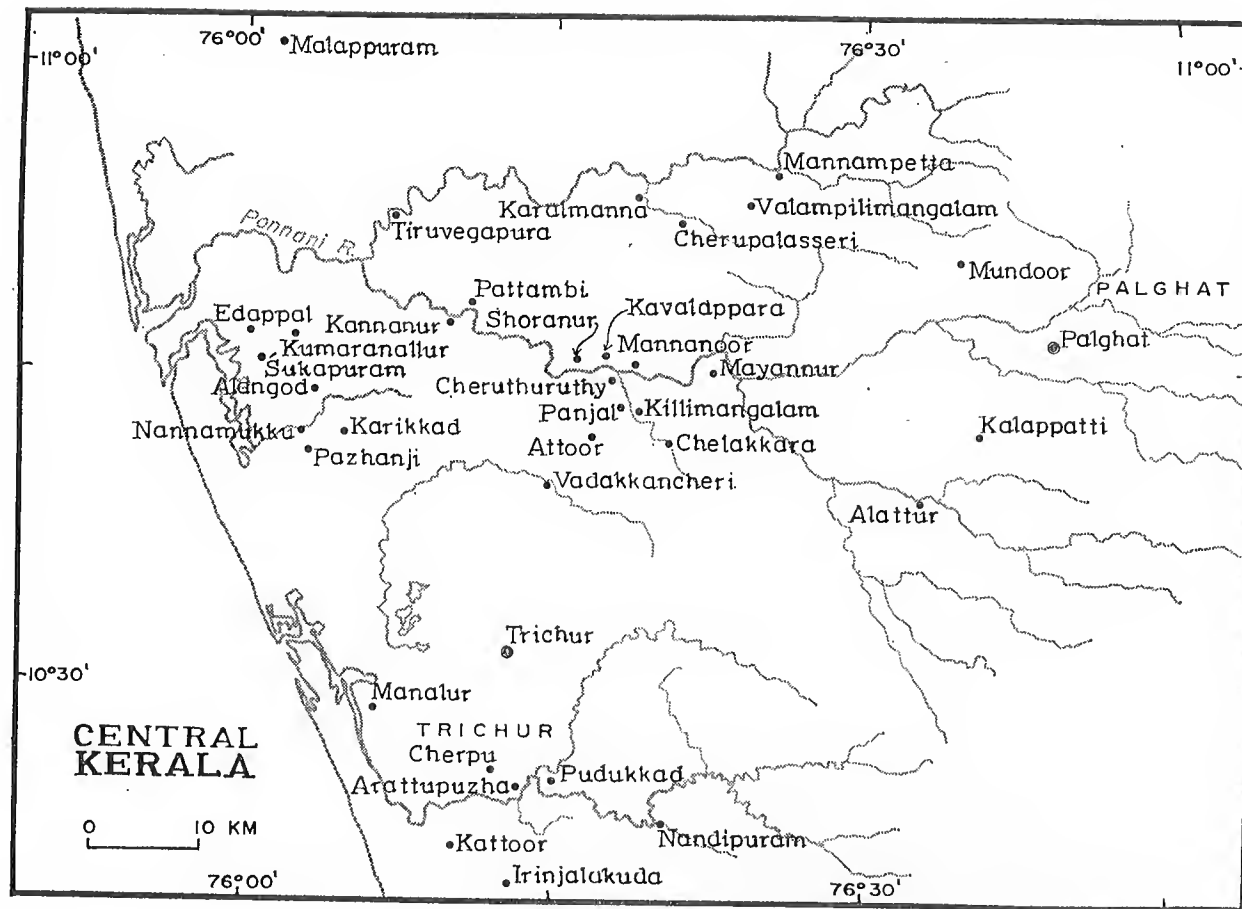 76°00'
76°30'
11°00'
11°00'
Malappuram
Mannampetta
Karalmanna
Valampilimangalam
Tiruvegapura
Cherupalasseri
Ponnani R.
Mundoor
PALGHAT
Pattambi
Kavalappara
Edappal
Kannanur
Shoranur
Palghat
Kumaranallur
Mannanoor
Śukapuram
Mayannur
Alangod
Cheruthuruthy
Panjal
Killimangalam
Nannamukku
Karikkad
Attoor
Chelakkara
Kalappatti
Pazhanji
Vadakkancheri
Alattur
Trichur
10°30'
Manalur
CENTRAL
KERALA
TRICHUR
Cherpu
Pudukkad
Arattupuzha
0 10 KM
Kattoor
Nandipuram
Irinjalakuda
76°00'
76°30'